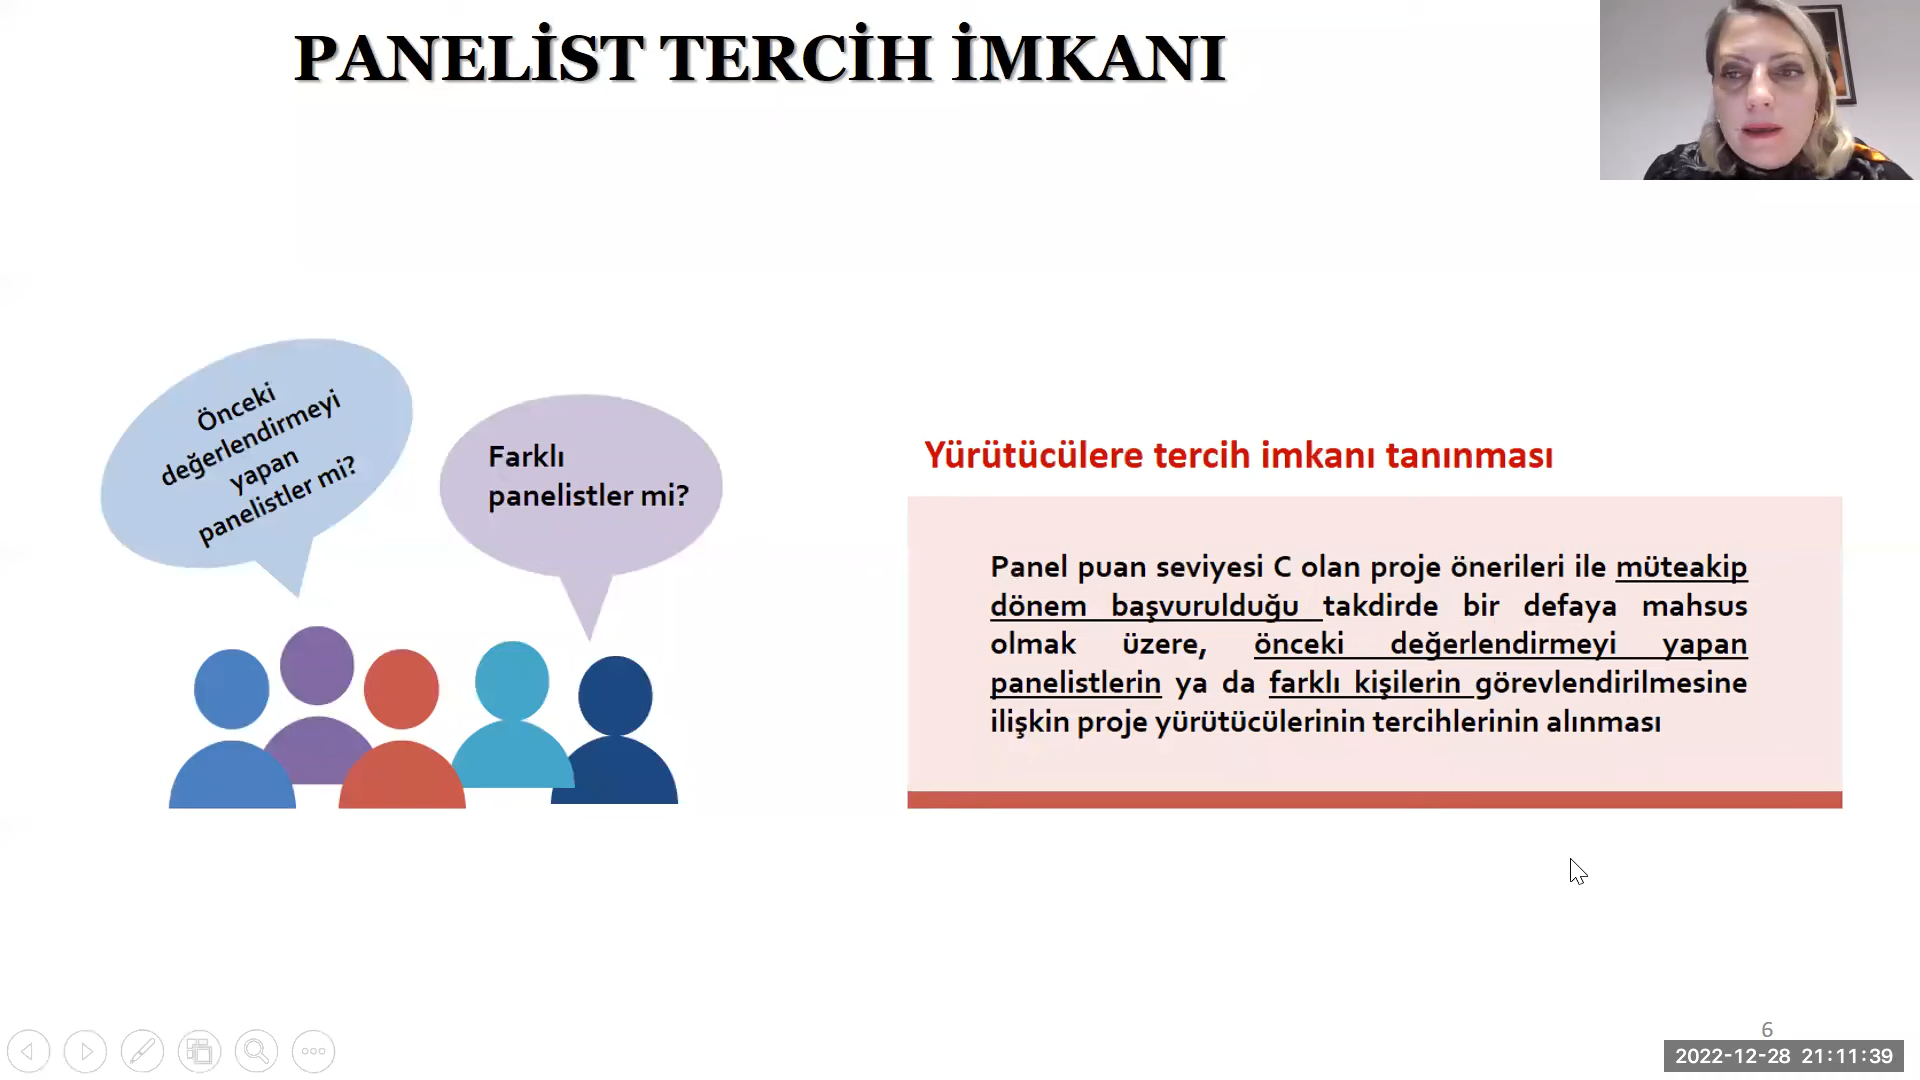 PANELİST TERCİH İMKANI
Önceki
değerlendirmeyi
yapan
panelistler mi?
Farklı
panelistler mi?
Yürütücülere tercih imkanı tanınması
Panel puan seviyesi C olan proje önerileri ile müteakip
dönem başvurulduğu takdirde bir defaya mahsus
olmak üzere, önceki değerlendirmeyi yapan
panelistlerin ya da farklı kişilerin görevlendirilmesine
ilişkin proje yürütücülerinin tercihlerinin alınması
6
2022-12-28 21:11:39